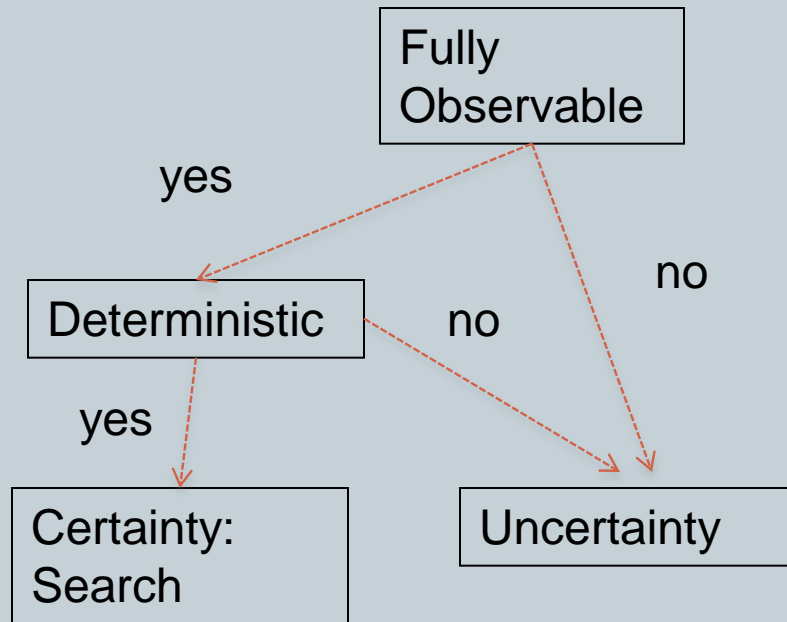 Fully
Observable
yes
no
Deterministic
no
yes
Certainty:
Search
Uncertainty